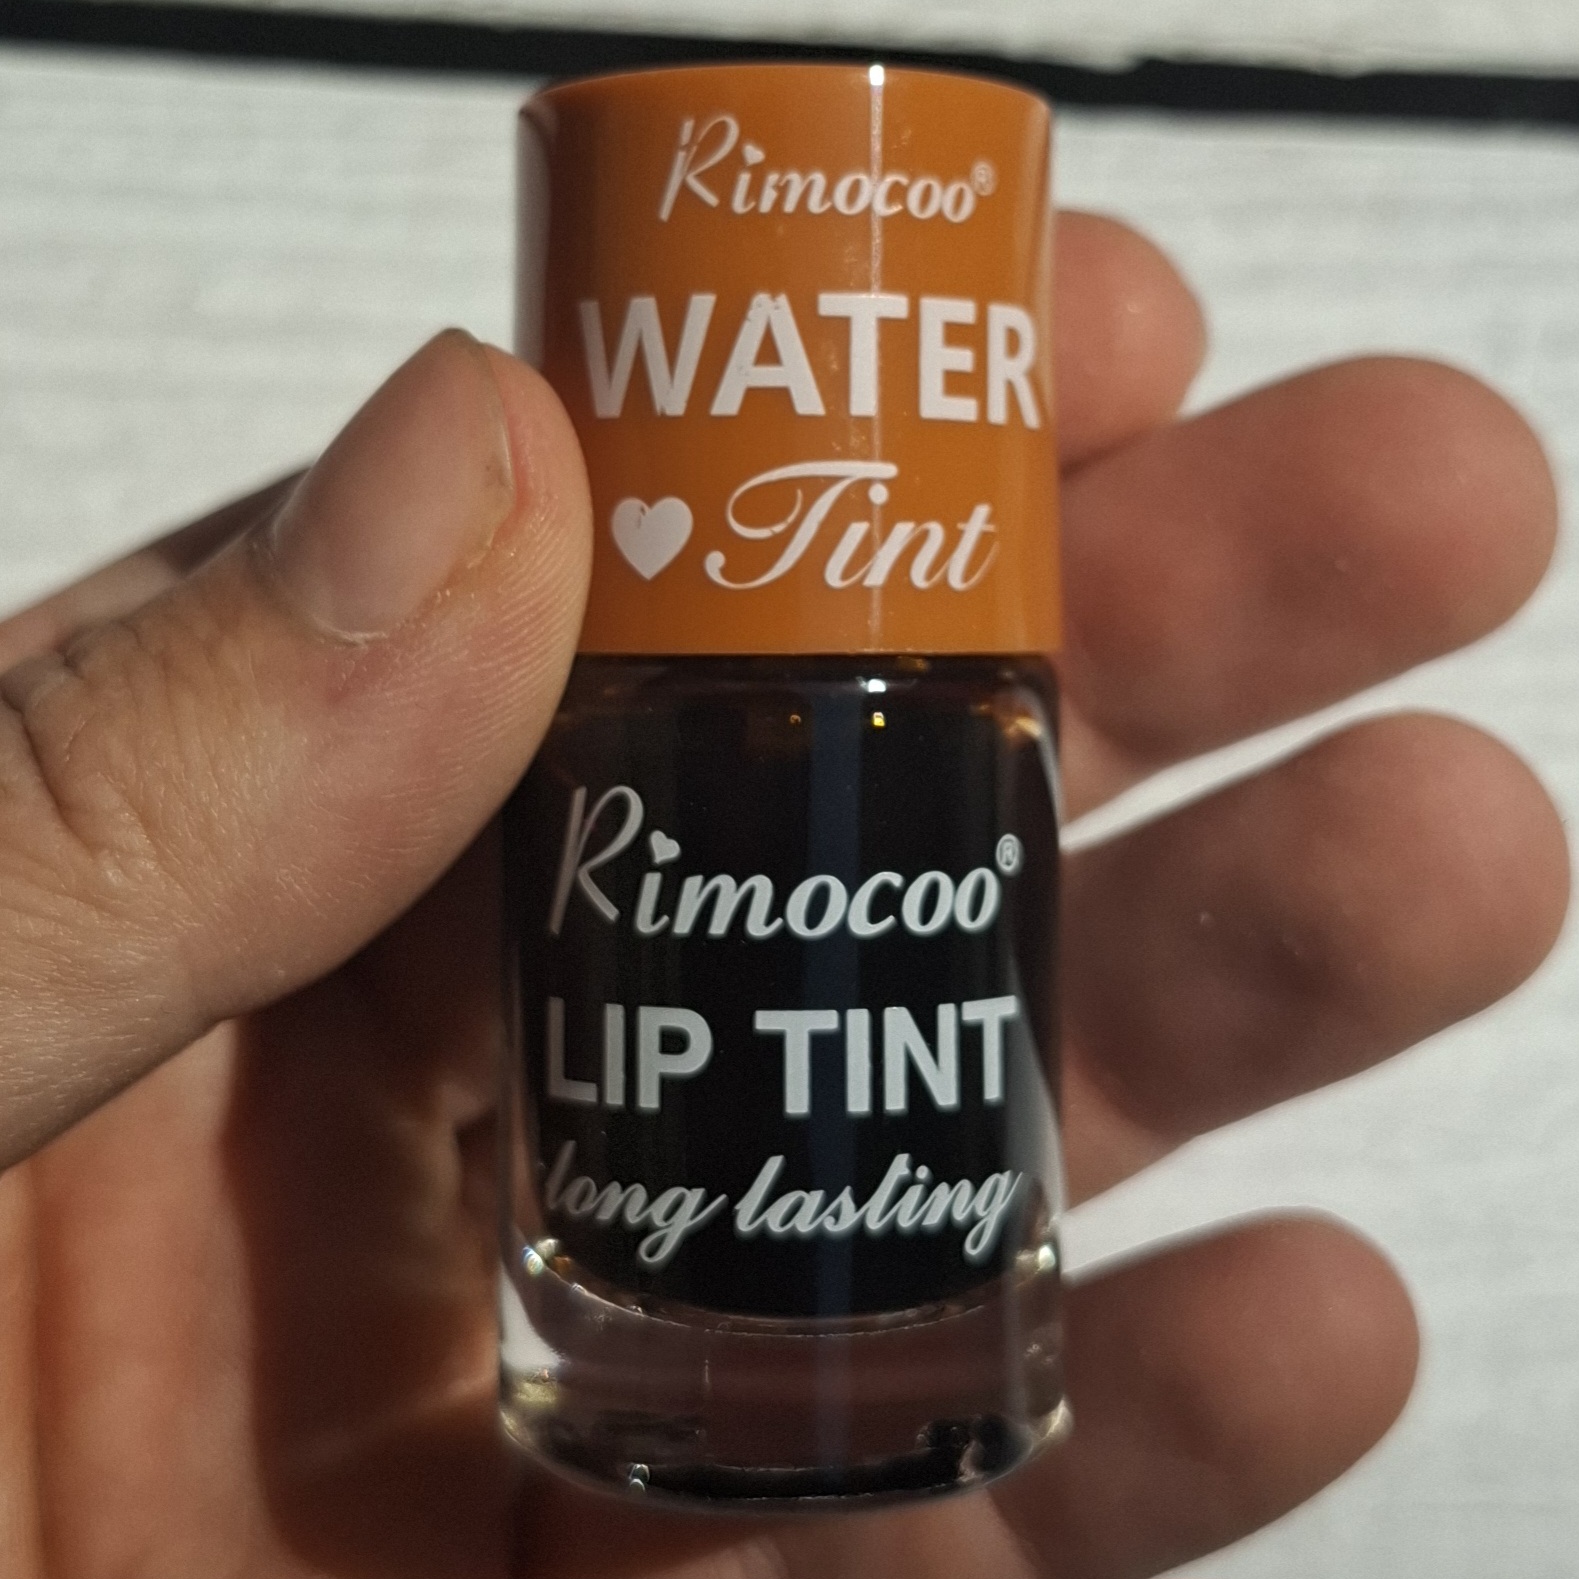 Rimocoo®
WATER
Tint
Rimocoo®
LIP TINT
long lasting